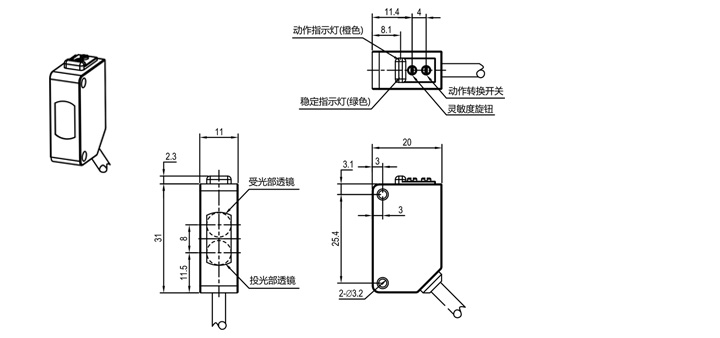 11.4
4
8.1
动作指示灯(橙色)
稳定指示灯(绿色)
动作转换开关
灵敏度旋钮
11
2.3
受光部透镜
31
8
11.5
投光部透镜
20
3.1
3
3
25.4
2-Ø3.2